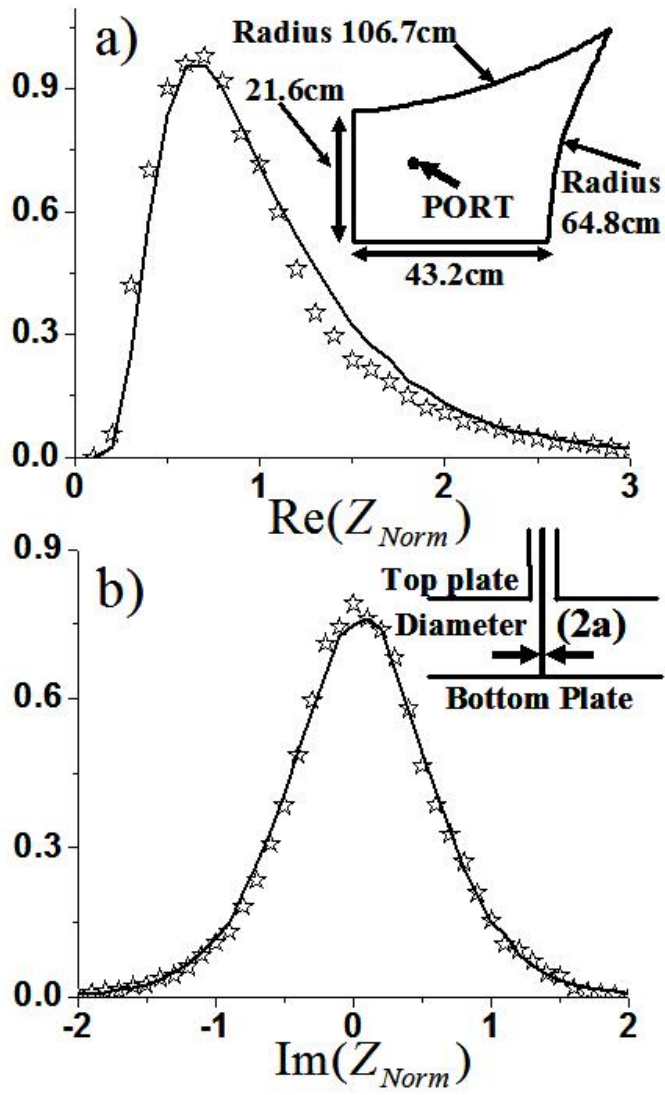 a)
Radius 106.7cm
21.6cm
PORT
Radius
64.8cm
43.2cm
0.9
0.6
0.3
0.0
0 1 2 3
Re(Z_Norm)
b)
Top plate
Diameter (2a)
Bottom Plate
0.9
0.6
0.3
0.0
-2 -1 0 1 2
Im(Z_Norm)